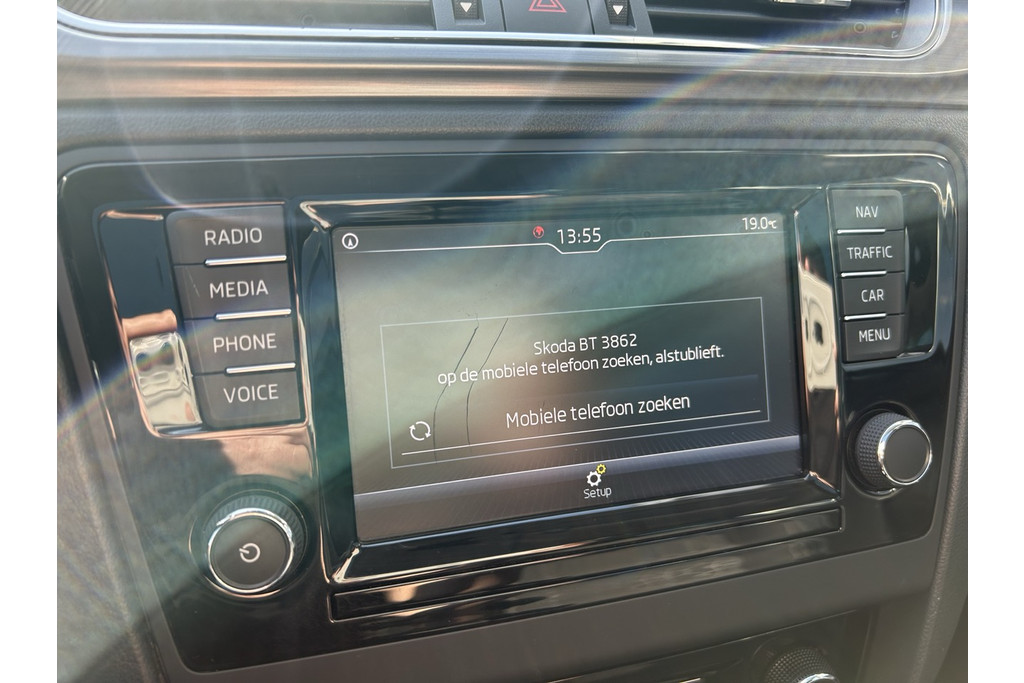 RADIO
MEDIA
PHONE
VOICE
13:55
19.0°C
Skoda BT 3862
op de mobiele telefoon zoeken, alstublieft.
Mobiele telefoon zoeken
Setup
NAV
TRAFFIC
CAR
MENU